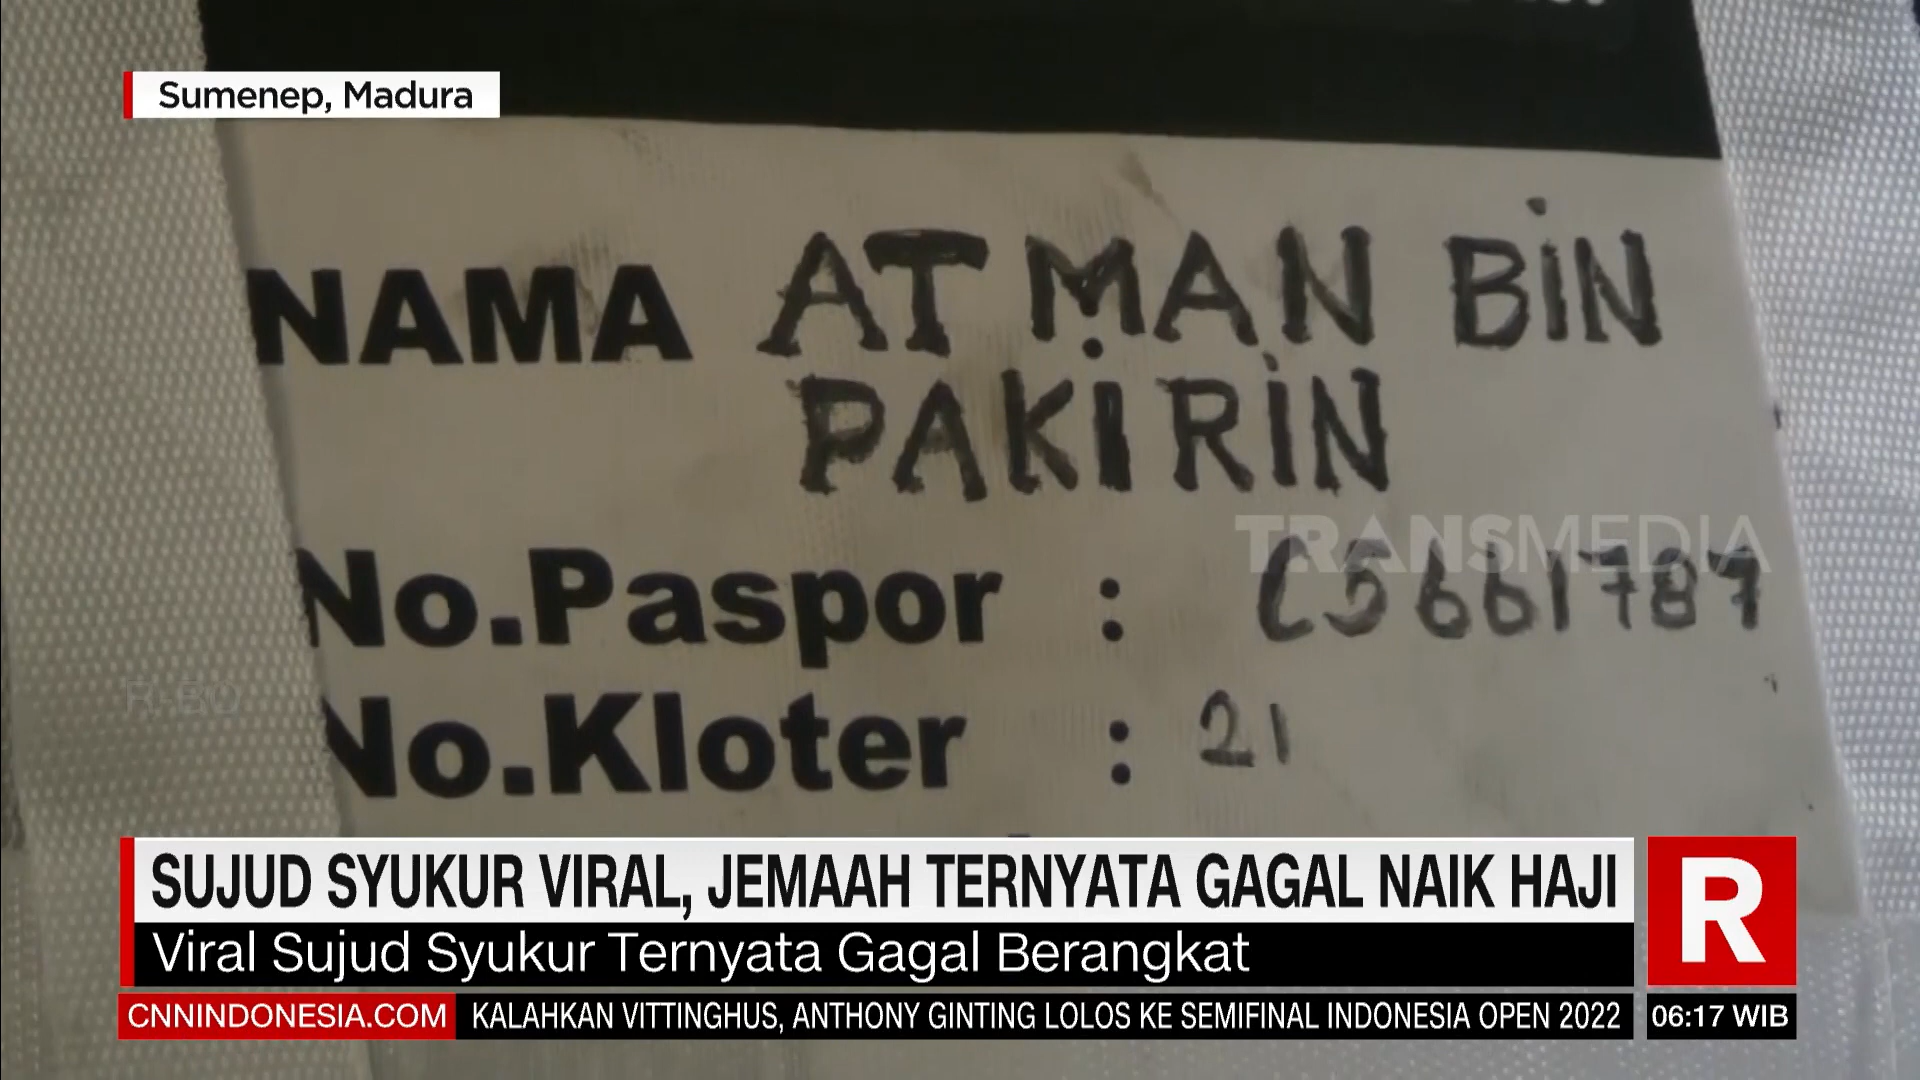 Sumenep, Madura
NAMA ATMAN BiN
PAKiRiN
TRANSMEDIA
No.Paspor : C5661787
No.Kloter : 21
SUJUD SYUKUR VIRAL, JEMAAH TERNYATA GAGAL NAIK HAJI
R
Viral Sujud Syukur Ternyata Gagal Berangkat
CNNINDONESIA.COM KALAHKAN VITTINGHUS, ANTHONY GINTING LOLOS KE SEMIFINAL INDONESIA OPEN 2022 06:17 WIB